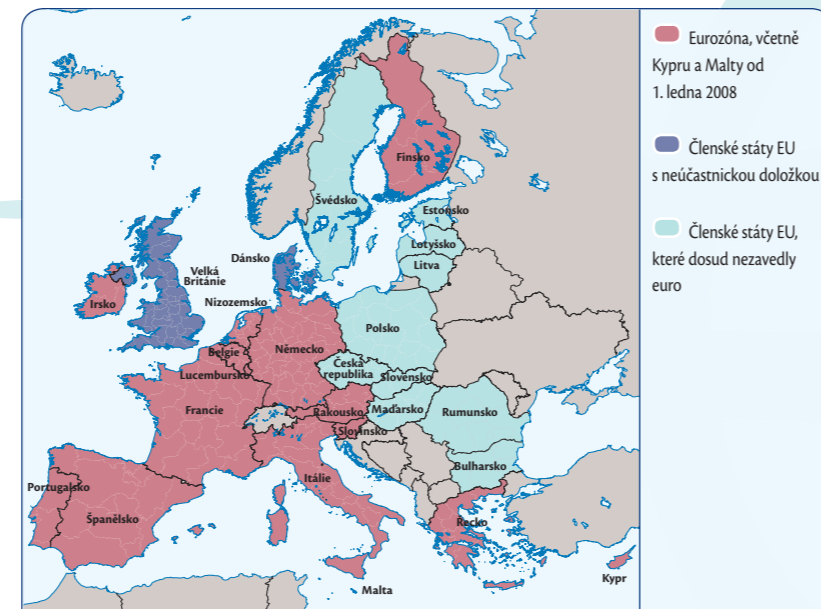 Eurozóna, včetně
Kypru a Malty od
1. ledna 2008
Členské státy EU
s neúčastnickou doložkou
Členské státy EU,
které dosud nezavedly
euro
Finsko
Švédsko
Estonsko
Lotyšsko
Litva
Dánsko
Velká
Británie
Irsko
Nizozemsko
Polsko
Belgie
Německo
Česká
republika
Lucembursko
Slovensko
Francie
Rakousko
Maďarsko
Rumunsko
Slovinsko
Bulharsko
Itálie
Portugalsko
Španělsko
Řecko
Kypr
Malta